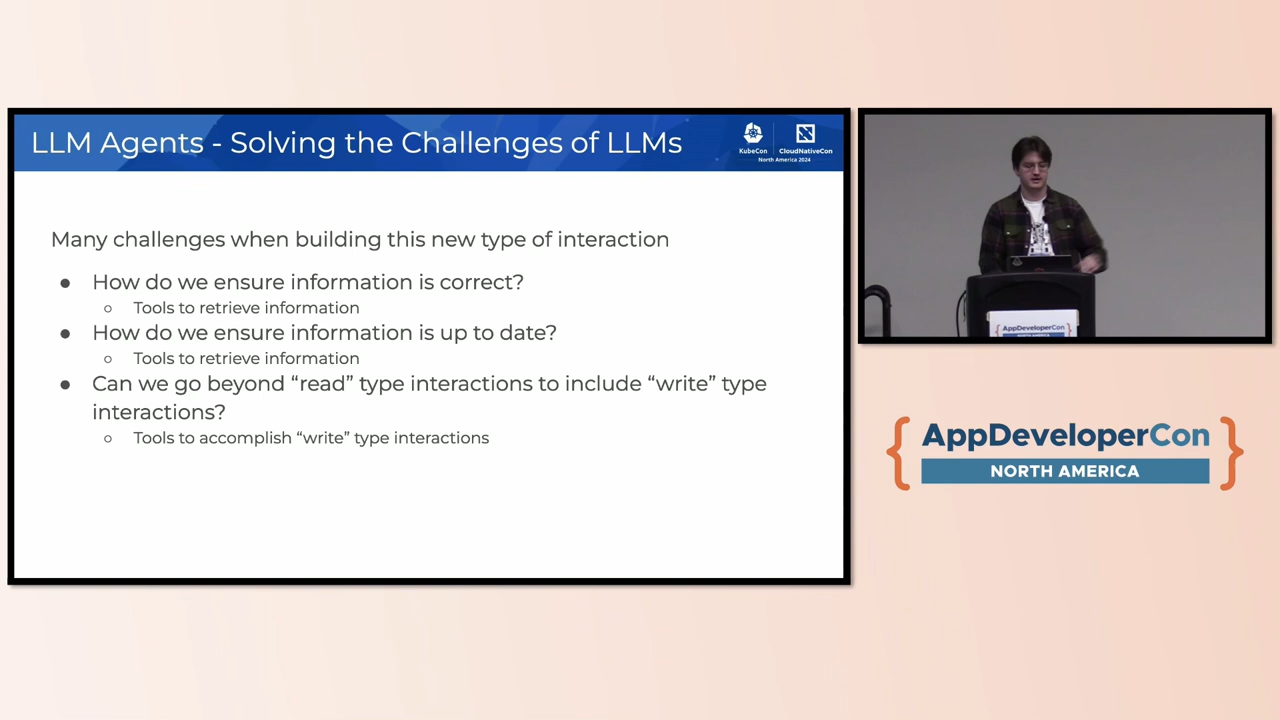 LLM Agents - Solving the Challenges of LLMs
KubeCon
CloudNativeCon
North America 2024
Many challenges when building this new type of interaction
● How do we ensure information is correct?
○ Tools to retrieve information
● How do we ensure information is up to date?
○ Tools to retrieve information
● Can we go beyond “read” type interactions to include “write” type
interactions?
○ Tools to accomplish “write” type interactions
AppDeveloperCon
NORTH AMERICA
{ AppDeveloperCon }
NORTH AMERICA